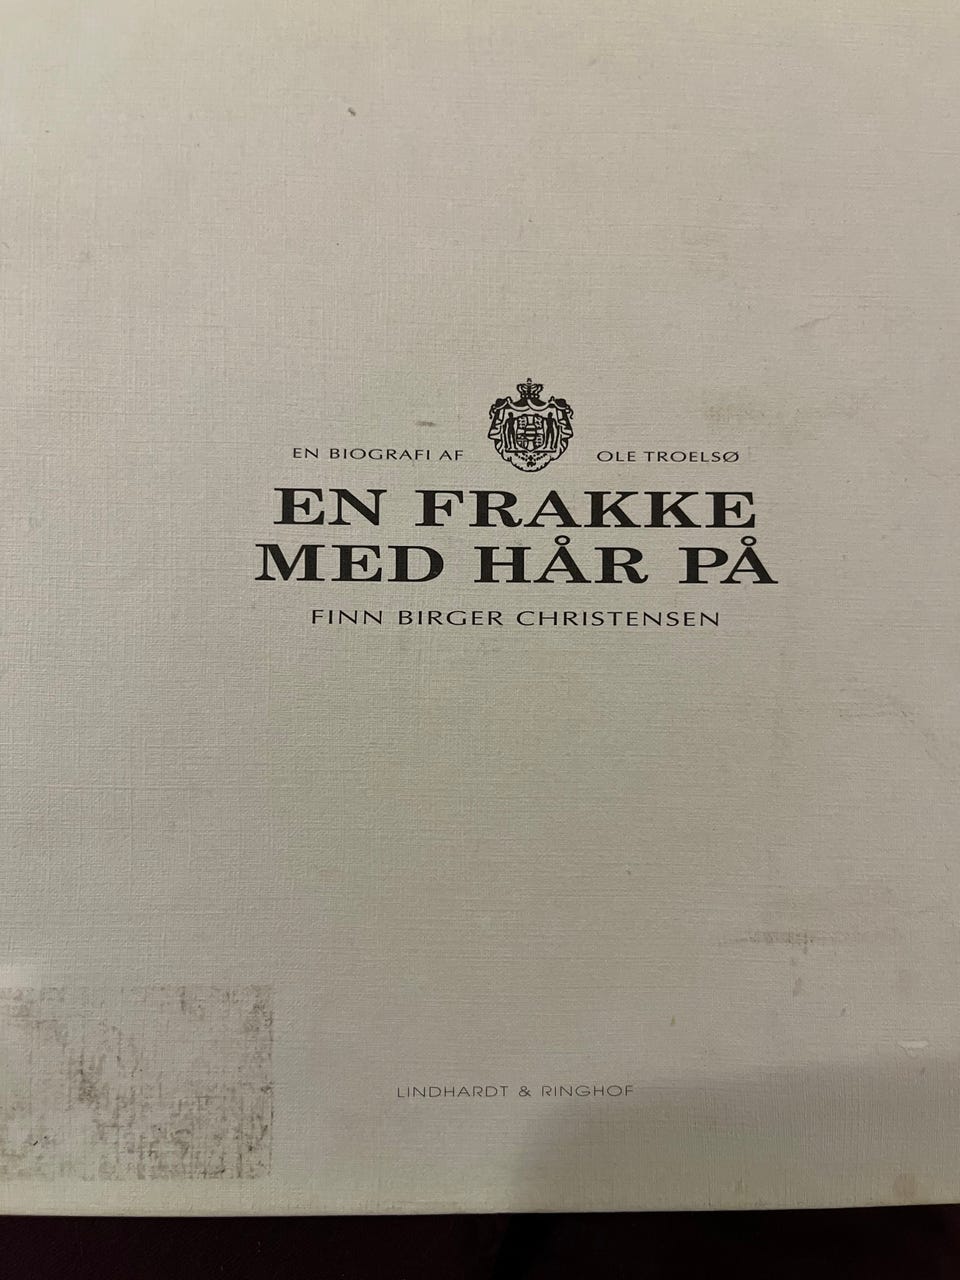 EN BIOGRAFI AF OLE TROELSØ
EN FRAKKE
MED HÅR PÅ
FINN BIRGER CHRISTENSEN
LINDHARDT & RINGHOF